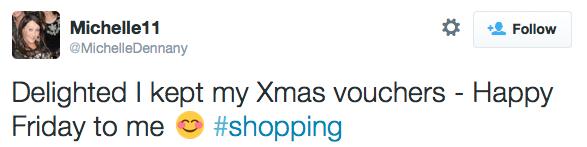 Michelle11
@MichelleDennany
Follow
Delighted I kept my Xmas vouchers - Happy
Friday to me 😊 #shopping